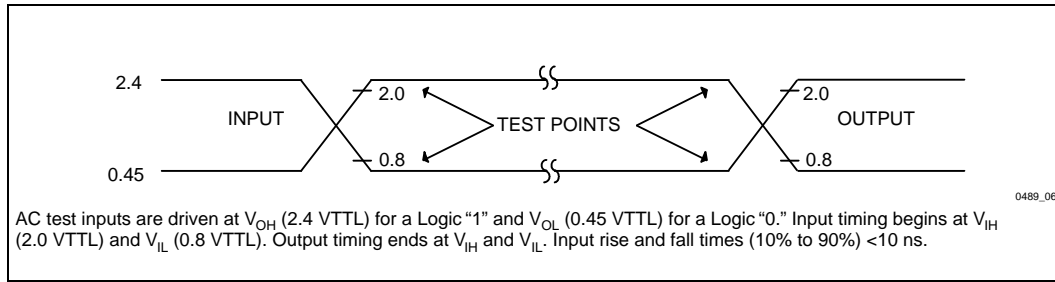 2.4
2.0
2.0
INPUT
TEST POINTS
OUTPUT
0.8
0.8
0.45
0489_06
AC test inputs are driven at VOH (2.4 VTTL) for a Logic “1” and VOL (0.45 VTTL) for a Logic “0.” Input timing begins at VIH
(2.0 VTTL) and VIL (0.8 VTTL). Output timing ends at VIH and VIL. Input rise and fall times (10% to 90%) <10 ns.